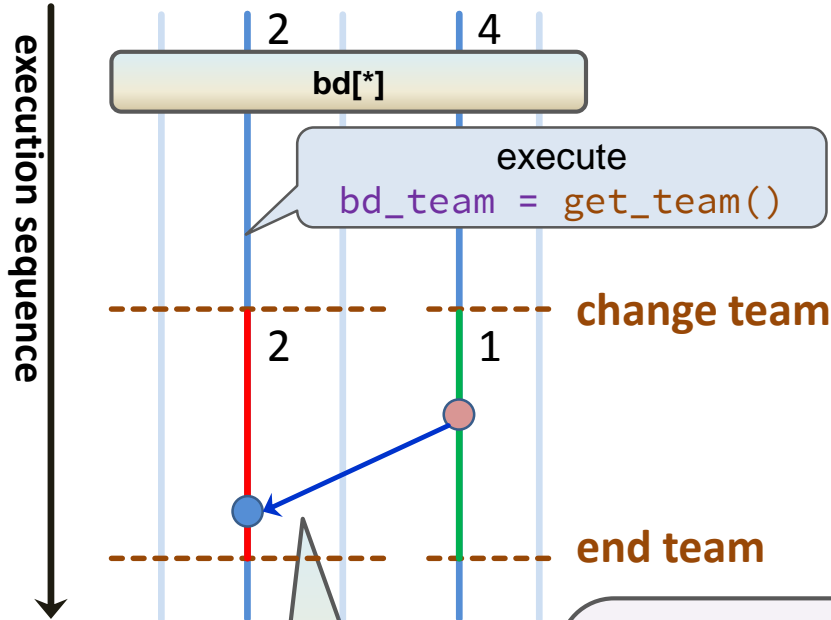 execution sequence
2
4
bd[*]
execute
bd_team = get_team()
change team
2
1
end team